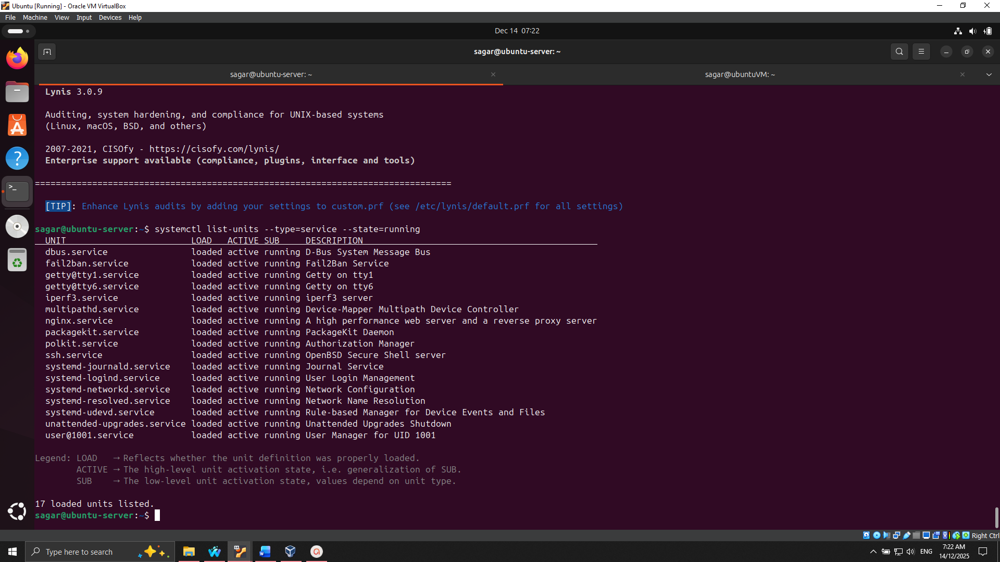 Ubuntu [Running] - Oracle VM VirtualBox
File Machine View Input Devices Help
Dec 14 07:22
sagar@ubuntu-server: ~
sagar@ubuntu-server: ~
sagar@ubuntuVM: ~
Lynis 3.0.9
Auditing, system hardening, and compliance for UNIX-based systems
(Linux, macOS, BSD, and others)
2007-2021, CISOfy - https://cisofy.com/lynis/
Enterprise support available (compliance, plugins, interface and tools)
================================================================================
[TIP]: Enhance Lynis audits by adding your settings to custom.prf (see /etc/lynis/default.prf for all settings)
sagar@ubuntu-server:~$ systemctl list-units --type=service --state=running
UNIT LOAD ACTIVE SUB DESCRIPTION
dbus.service loaded active running D-Bus System Message Bus
fail2ban.service loaded active running Fail2Ban Service
getty@tty1.service loaded active running Getty on tty1
getty@tty6.service loaded active running Getty on tty6
iperf3.service loaded active running iperf3 server
multipathd.service loaded active running Device-Mapper Multipath Device Controller
nginx.service loaded active running A high performance web server and a reverse proxy server
packagekit.service loaded active running PackageKit Daemon
polkit.service loaded active running Authorization Manager
ssh.service loaded active running OpenBSD Secure Shell server
systemd-journald.service loaded active running Journal Service
systemd-logind.service loaded active running User Login Management
systemd-networkd.service loaded active running Network Configuration
systemd-resolved.service loaded active running Network Name Resolution
systemd-udevd.service loaded active running Rule-based Manager for Device Events and Files
unattended-upgrades.service loaded active running Unattended Upgrades Shutdown
user@1001.service loaded active running User Manager for UID 1001
Legend: LOAD → Reflects whether the unit definition was properly loaded.
ACTIVE → The high-level unit activation state, i.e. generalization of SUB.
SUB → The low-level unit activation state, values depend on unit type.
17 loaded units listed.
sagar@ubuntu-server:~$
Right Ctrl
Type here to search
ENG
7:22 AM
14/12/2025